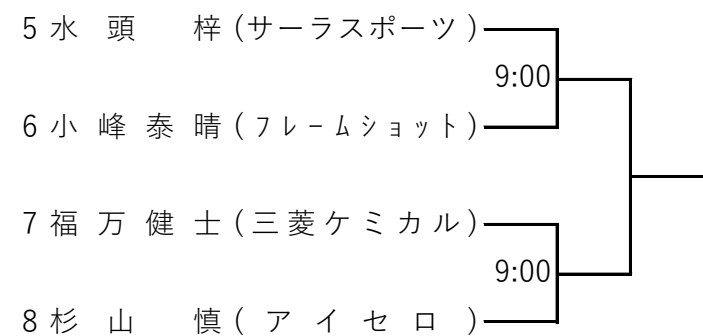 5 水 頭 梓 (サーラスポーツ)
9:00
6 小 峰 泰 晴 (フレームショット)
7 福 万 健 士 (三菱ケミカル)
9:00
8 杉 山 慎 (アイセロ)